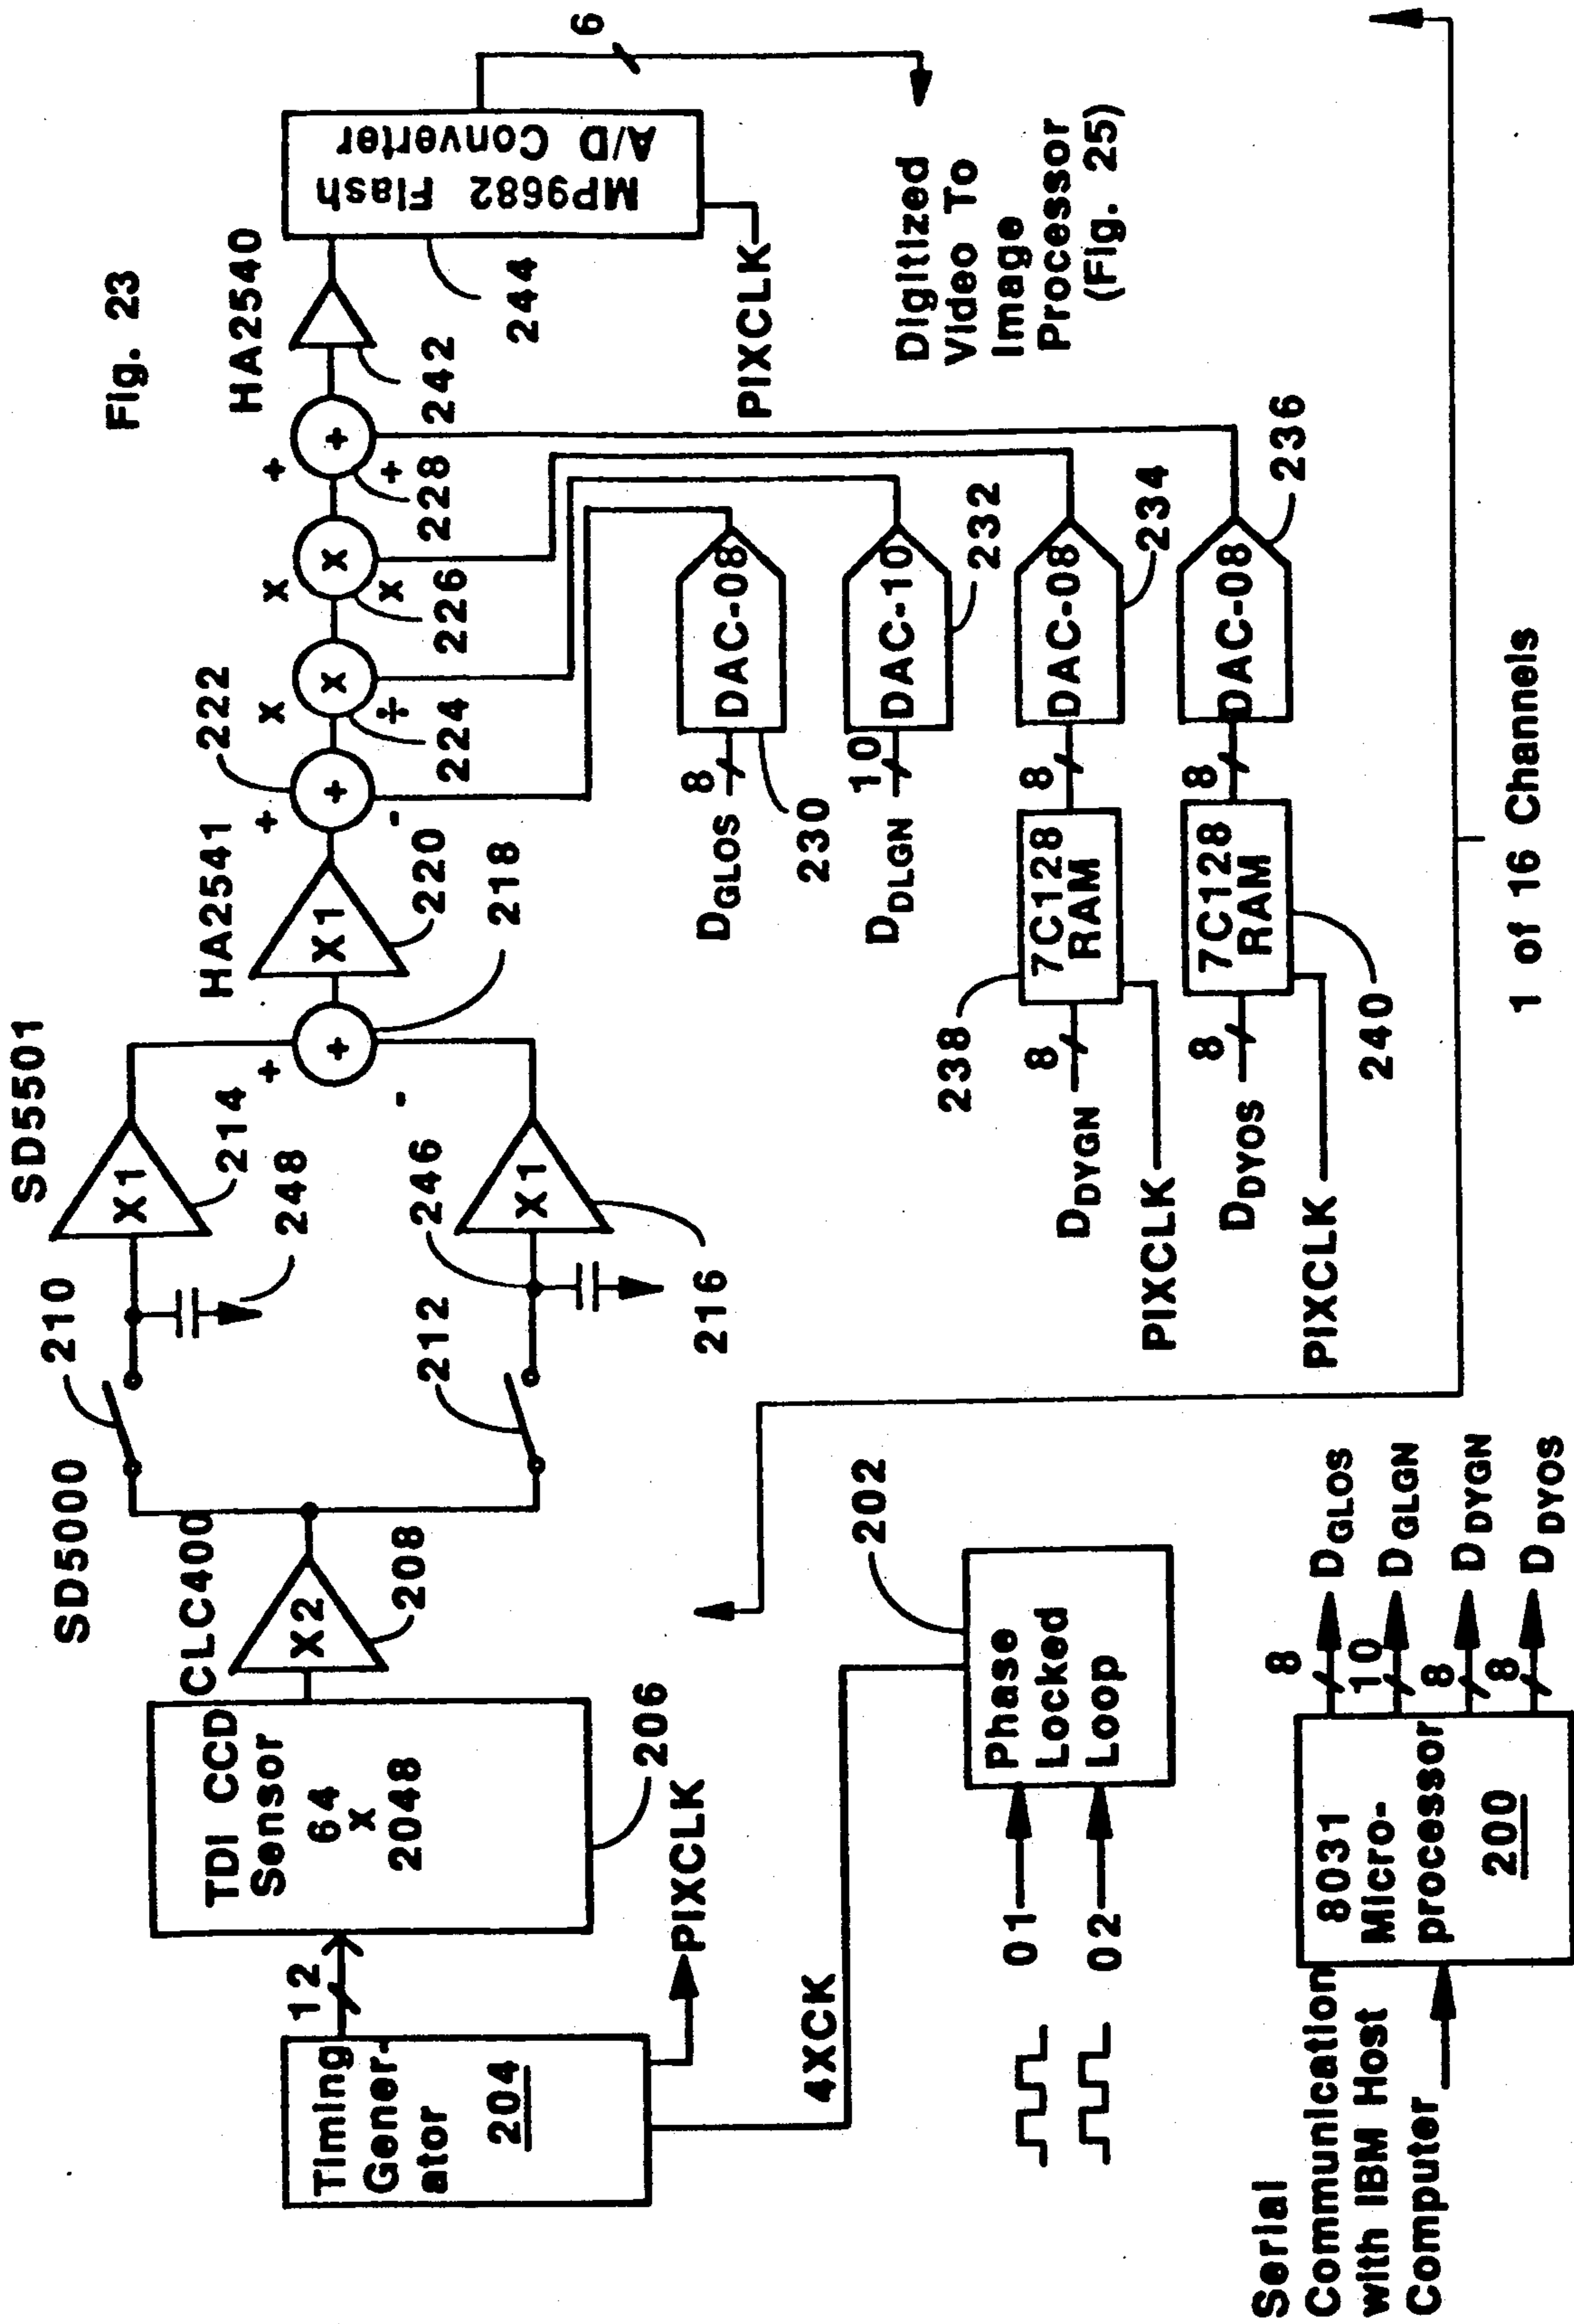 Fig. 23
SD5000
SD5501
HA2541
HA2540
CLC400
210
X1
214
248
222
X
X
+
+
+
-
+
X
X
+
÷
X
+
224
226
228
242
244
MP9682 Flash
A/D Converter
6
PIXCLK
Digitized
Video To
Image
Processor
(Fig. 25)
Timing
Gener-
ator
204
12
TDI CCD
Sensor
64
X
2048
206
PIXCLK
X2
208
212
246
X1
216
+
+
-
218
X1
220
DGLOS
8
DAC-08
230
DDLGN
10
DAC-10
232
238
DDYGN
8
7C128
RAM
8
DAC-08
234
PIXCLK
DDYOS
8
7C128
RAM
8
DAC-08
236
240
PIXCLK
4XCK
202
01
02
Phase
Locked
Loop
1 of 16 Channels
Serial
Communication
with IBM Host
Computer
8031
Micro-
processor
200
8
DGLOS
10
DGLGN
8
DDYGN
8
DDYOS